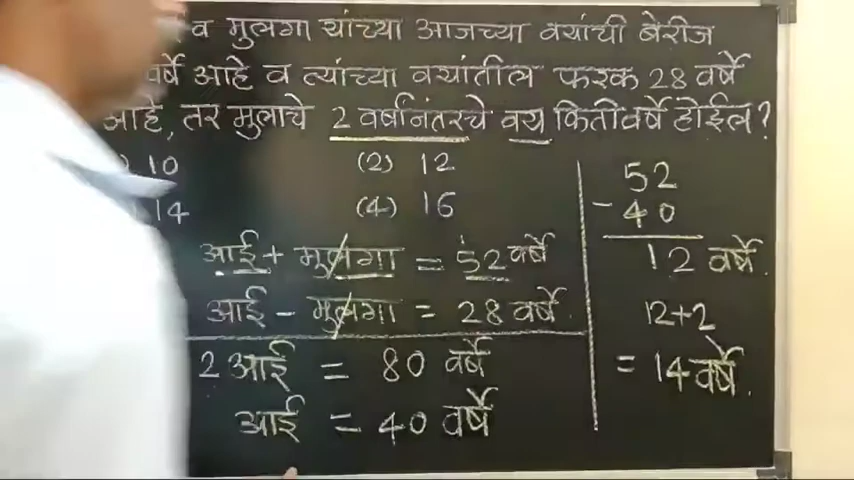 व मुलगा यांच्या आजच्या वयांची बेरीज
वर्षे आहे व त्यांच्या वयांतील फरक 28 वर्षे
आहे, तर मुलाचे 2 वर्षानंतरचे वय किती वर्षे होईल?
10 (2) 12
14 (4) 16
आई + मुलगा = 52 वर्षे
आई - मुलगा = 28 वर्षे
2 आई = 80 वर्षे
आई = 40 वर्षे
52
- 40
12 वर्षे.
12+2
= 14 वर्षे.